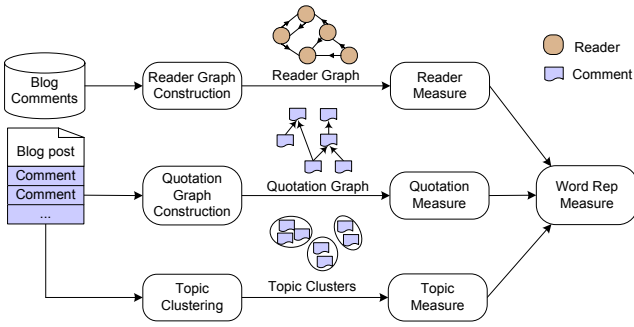 Reader
Comment
Blog
Comments
Reader Graph
Construction
Reader Graph
Reader
Measure
Blog post
Comment
Comment
...
Quotation
Graph
Construction
Quotation Graph
Quotation
Measure
Word Rep
Measure
Topic
Clustering
Topic Clusters
Topic
Measure